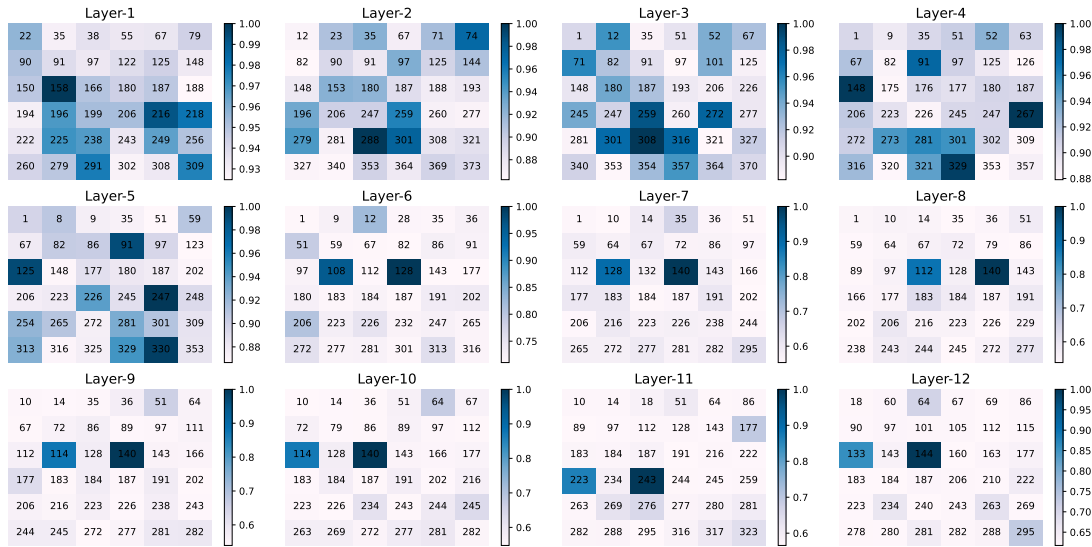 Layer-1 Layer-2 Layer-3 Layer-4
22 35 38 55 67 79
90 91 97 122 125 148
150 158 166 180 187 188
194 196 199 206 216 218
222 225 238 243 249 256
260 279 291 302 308 309
1.00
0.99
0.98
0.97
0.96
0.95
0.94
0.93
12 23 35 67 71 74
82 90 91 97 125 144
148 153 180 187 188 193
196 206 247 259 260 277
279 281 288 301 308 321
327 340 353 364 369 373
1.00
0.98
0.96
0.94
0.92
0.90
0.88
1 12 35 51 52 67
71 82 91 97 101 125
148 180 187 193 206 226
245 247 259 260 272 277
281 301 308 316 321 327
340 353 354 357 364 370
1.00
0.98
0.96
0.94
0.92
0.90
1 9 35 51 52 63
67 82 91 97 125 126
148 175 176 177 180 187
206 223 226 245 247 267
272 273 281 301 302 309
316 320 321 329 353 357
1.00
0.98
0.96
0.94
0.92
0.90
0.88
Layer-5 Layer-6 Layer-7 Layer-8
1 8 9 35 51 59
67 82 86 91 97 123
125 148 177 180 187 202
206 223 226 245 247 248
254 265 272 281 301 309
313 316 325 329 330 353
1.00
0.98
0.96
0.94
0.92
0.90
0.88
1 9 12 28 35 36
51 59 67 82 86 91
97 108 112 128 143 177
180 183 184 187 191 202
206 223 226 232 247 265
272 277 281 301 313 316
1.00
0.95
0.90
0.85
0.80
0.75
1 10 14 35 36 51
59 64 67 72 86 97
112 128 132 140 143 166
177 183 184 187 191 202
206 216 223 226 238 244
265 272 277 281 282 295
1.0
0.9
0.8
0.7
0.6
1 10 14 35 36 51
59 64 67 72 79 86
89 97 112 128 140 143
166 177 183 184 187 191
202 206 216 223 226 229
238 243 244 245 272 277
1.0
0.9
0.8
0.7
0.6
Layer-9 Layer-10 Layer-11 Layer-12
10 14 35 36 51 64
67 72 86 89 97 111
112 114 128 140 143 166
177 183 184 187 191 202
206 216 223 226 238 243
244 245 272 277 281 282
1.0
0.9
0.8
0.7
0.6
10 14 36 51 64 67
72 79 86 89 97 112
114 128 140 143 166 177
183 184 187 191 202 216
223 226 234 243 244 245
263 269 272 277 281 282
1.0
0.9
0.8
0.7
0.6
10 14 18 51 64 86
89 97 112 128 143 177
183 184 187 191 216 222
223 234 243 244 245 259
263 269 276 277 280 281
282 288 295 316 317 323
1.0
0.9
0.8
0.7
0.6
18 60 64 67 69 86
90 97 101 105 112 115
133 143 144 160 163 177
183 184 187 206 210 222
223 234 240 243 263 269
278 280 281 282 288 295
1.00
0.95
0.90
0.85
0.80
0.75
0.70
0.65